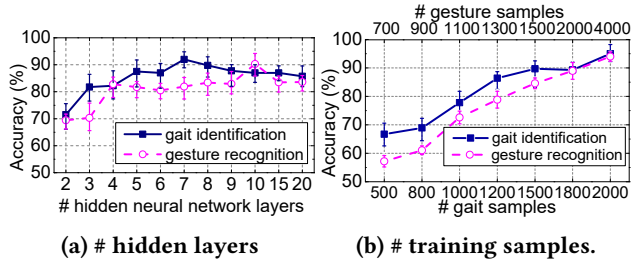 100
90
80
70
60
50
Accuracy (%)
gait identification
gesture recognition
2 3 4 5 6 7 8 9 10 15 20
# hidden neural network layers
(a) # hidden layers
# gesture samples
700 900 1100 1300 1500 2000 4000
100
90
80
70
60
50
Accuracy (%)
gait identification
gesture recognition
500 800 1000 1200 1500 1800 2000
# gait samples
(b) # training samples.